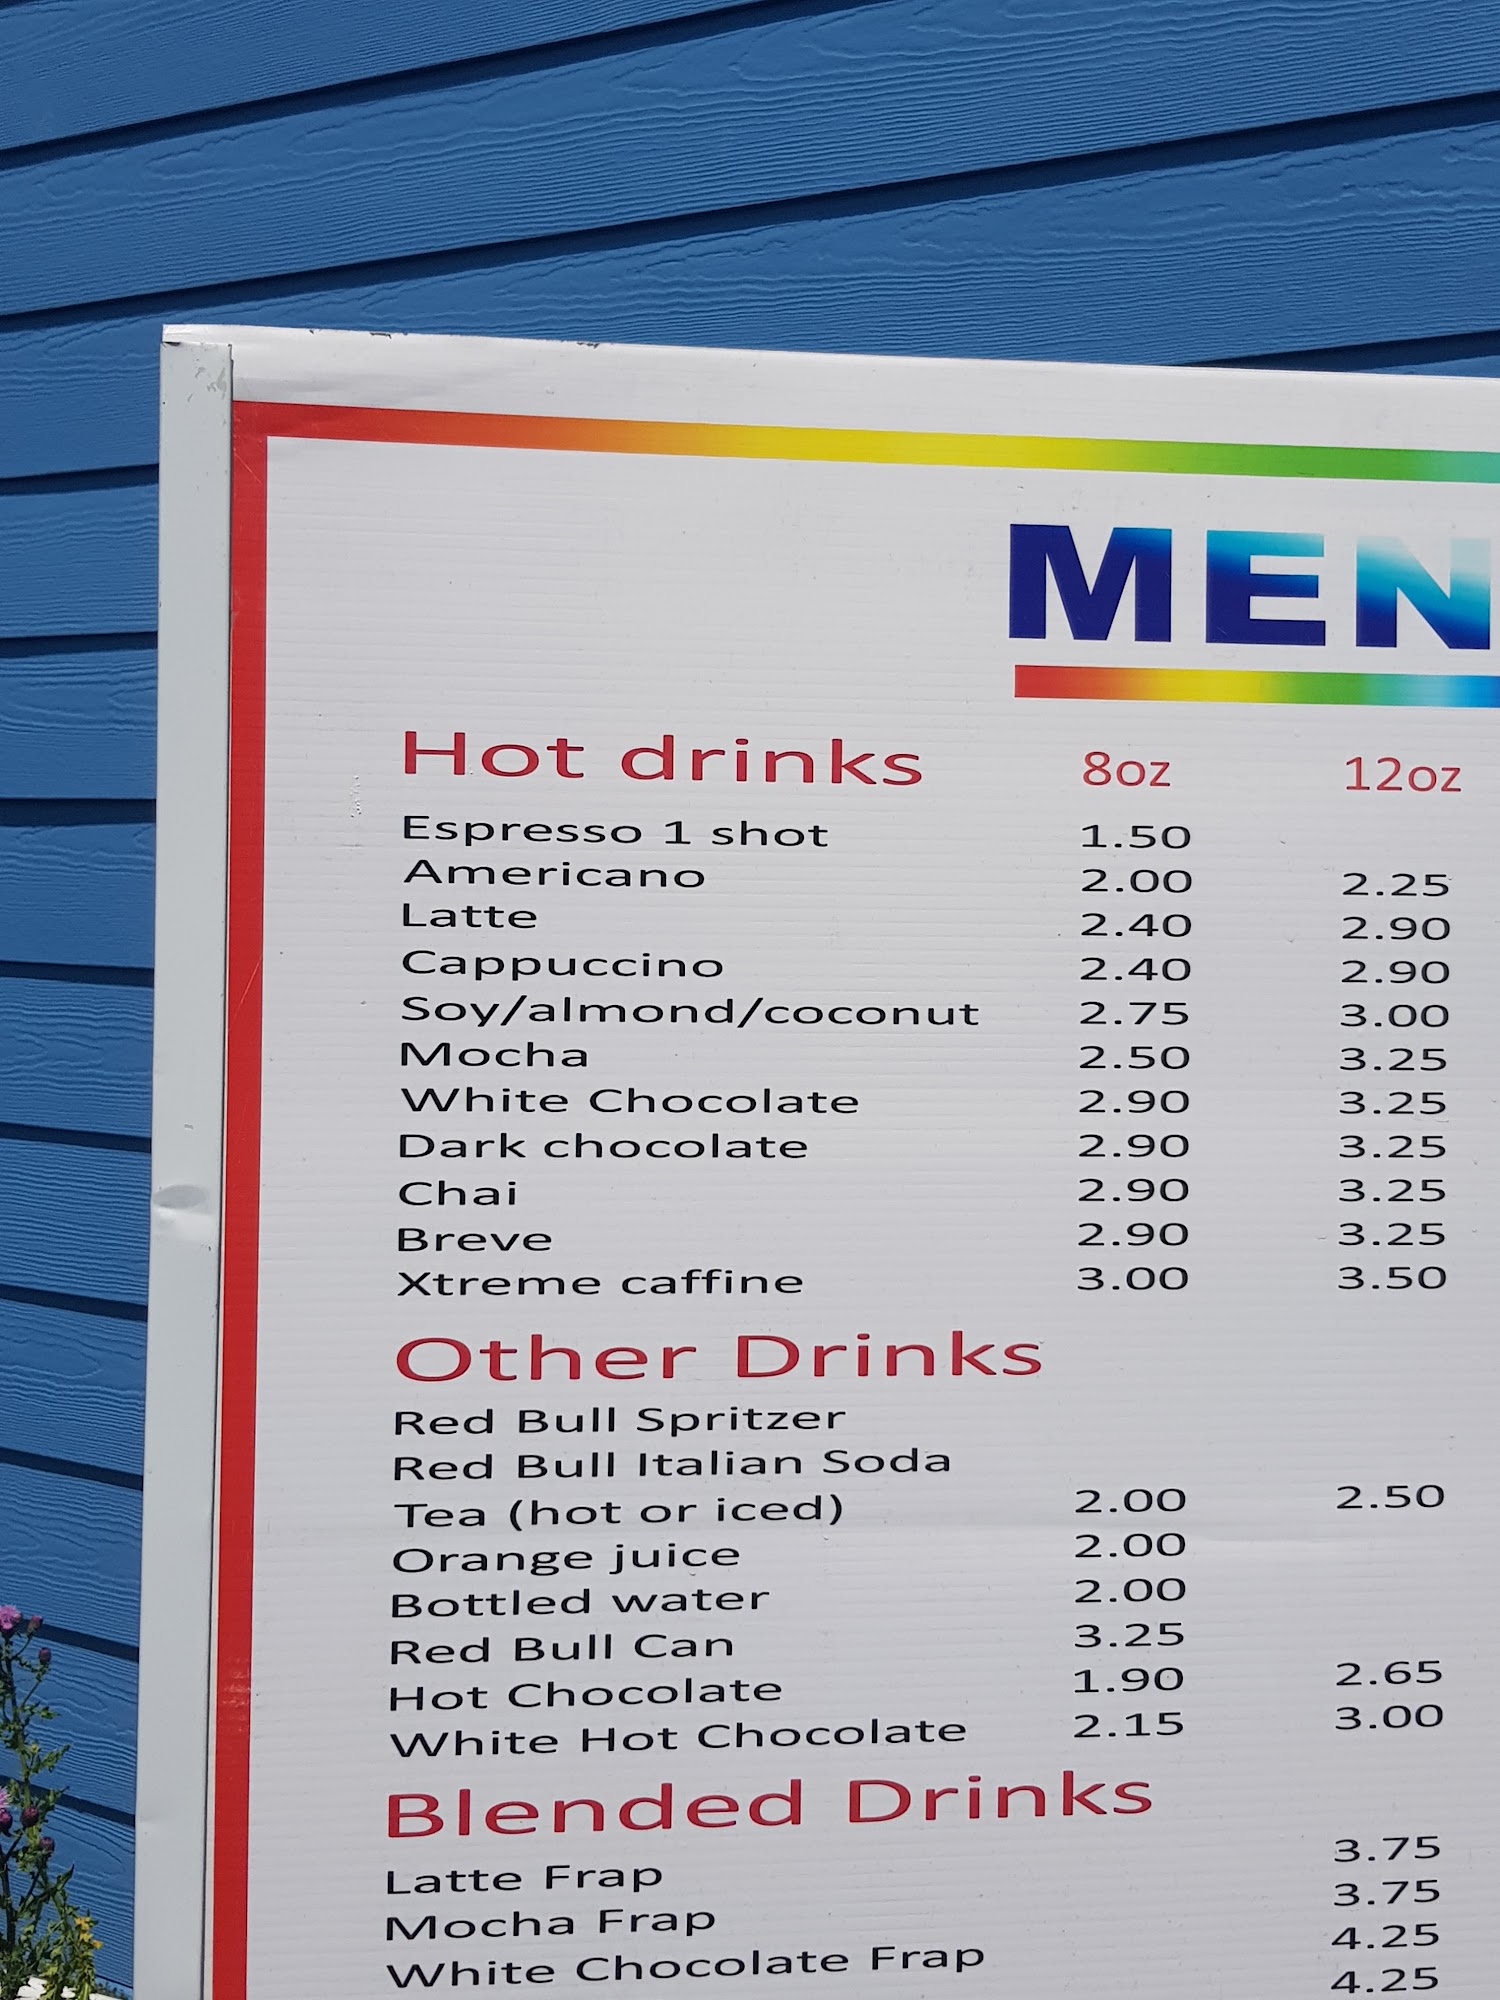 MEN
Hot drinks 8oz 12oz
Espresso 1 shot 1.50
Americano 2.00 2.25
Latte 2.40 2.90
Cappuccino 2.40 2.90
Soy/almond/coconut 2.75 3.00
Mocha 2.50 3.25
White Chocolate 2.90 3.25
Dark chocolate 2.90 3.25
Chai 2.90 3.25
Breve 2.90 3.25
Xtreme caffine 3.00 3.50
Other Drinks
Red Bull Spritzer
Red Bull Italian Soda
Tea (hot or iced) 2.00 2.50
Orange juice 2.00
Bottled water 2.00
Red Bull Can 3.25
Hot Chocolate 1.90 2.65
White Hot Chocolate 2.15 3.00
Blended Drinks
Latte Frap 3.75
Mocha Frap 3.75
White Chocolate Frap 4.25
4.25